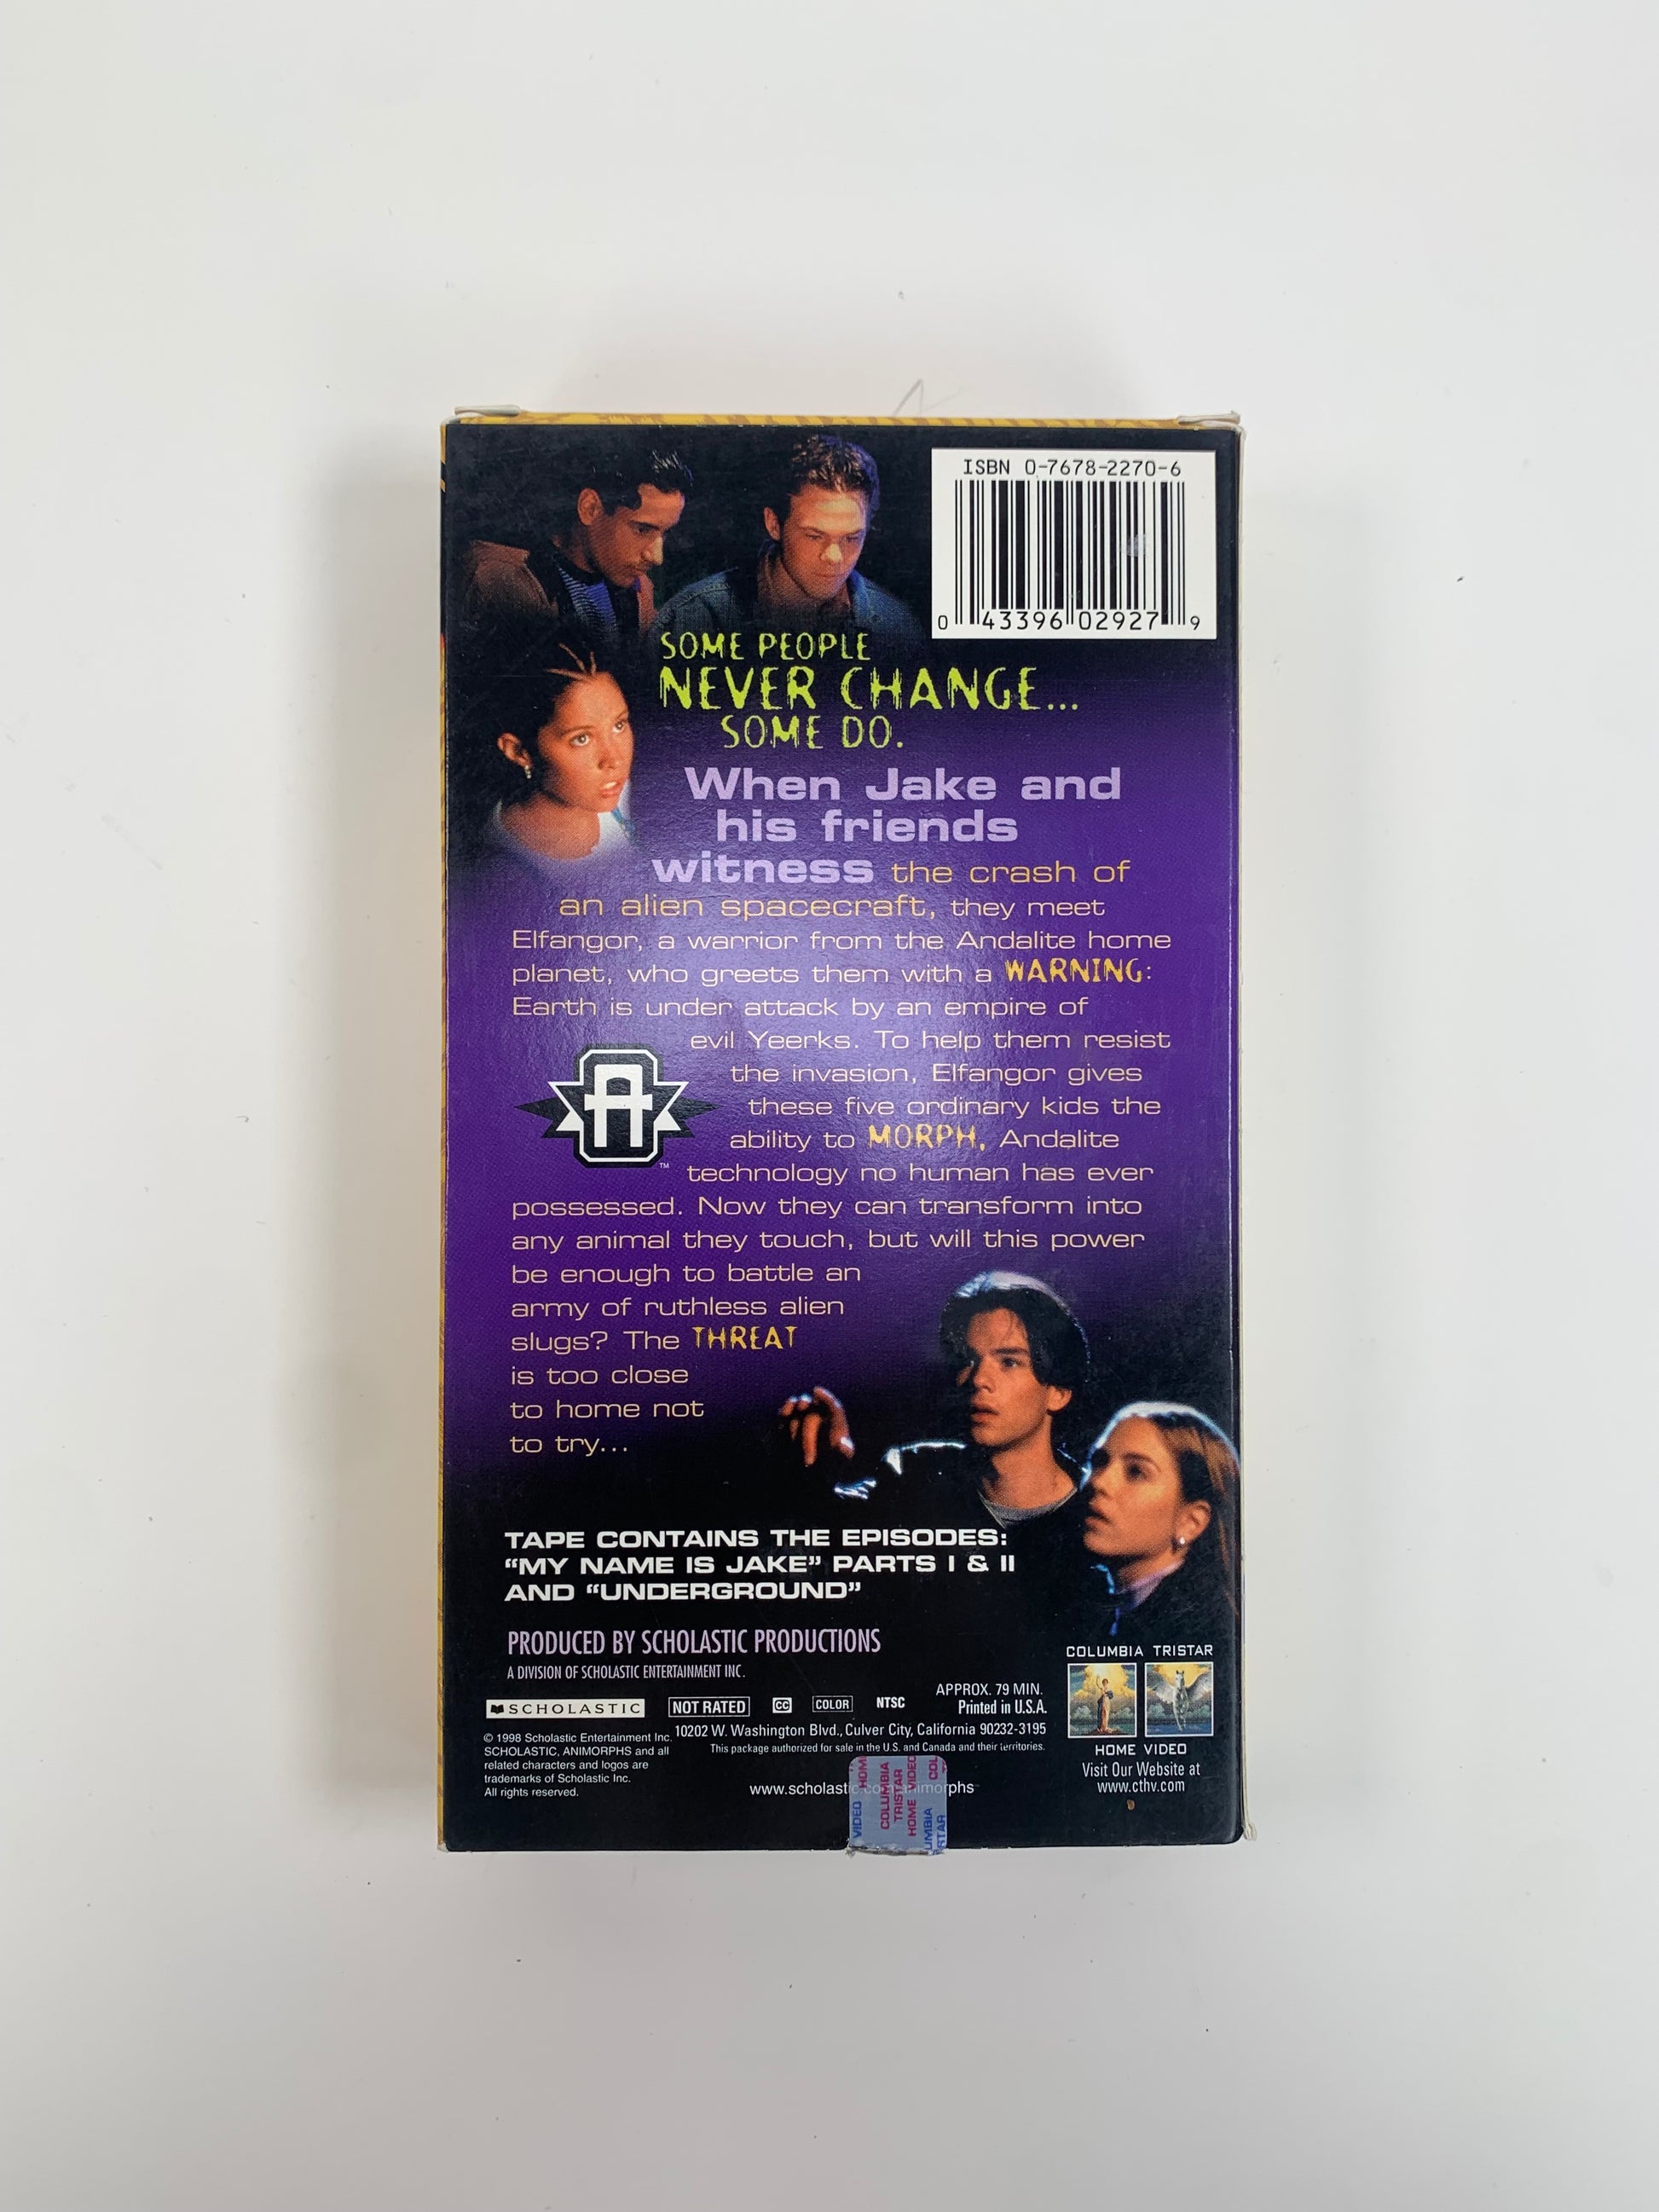 ISBN 0-7678-2270-6
0 43396 02927 9
SOME PEOPLE
NEVER CHANGE...
SOME DO.
When Jake and
his friends
witness the crash of
an alien spacecraft, they meet
Elfangor, a warrior from the Andalite home
planet, who greets them with a WARNING:
Earth is under attack by an empire of
evil Yeerks. To help them resist
the invasion, Elfangor gives
these five ordinary kids the
ability to MORPH, Andalite
technology no human has ever
possessed. Now they can transform into
any animal they touch, but will this power
be enough to battle an
army of ruthless alien
slugs? The THREAT
is too close
to home not
to try...
A
TM
TAPE CONTAINS THE EPISODES:
“MY NAME IS JAKE” PARTS I & II
AND “UNDERGROUND”
PRODUCED BY SCHOLASTIC PRODUCTIONS
A DIVISION OF SCHOLASTIC ENTERTAINMENT INC.
SCHOLASTIC
NOT RATED
CC
COLOR
NTSC
APPROX. 79 MIN.
Printed in U.S.A.
© 1998 Scholastic Entertainment Inc.
SCHOLASTIC, ANIMORPHS and all
related characters and logos are
trademarks of Scholastic Inc.
All rights reserved.
10202 W. Washington Blvd., Culver City, California 90232-3195
This package authorized for sale in the U.S. and Canada and their territories.
www.scholastic.com/animorphs
COLUMBIA TRISTAR
HOME VIDEO
Visit Our Website at
www.cthv.com
VIDEO HOM
COLUMBIA
TRISTAR
HOME VIDEO
UMBIA COL
RTAR